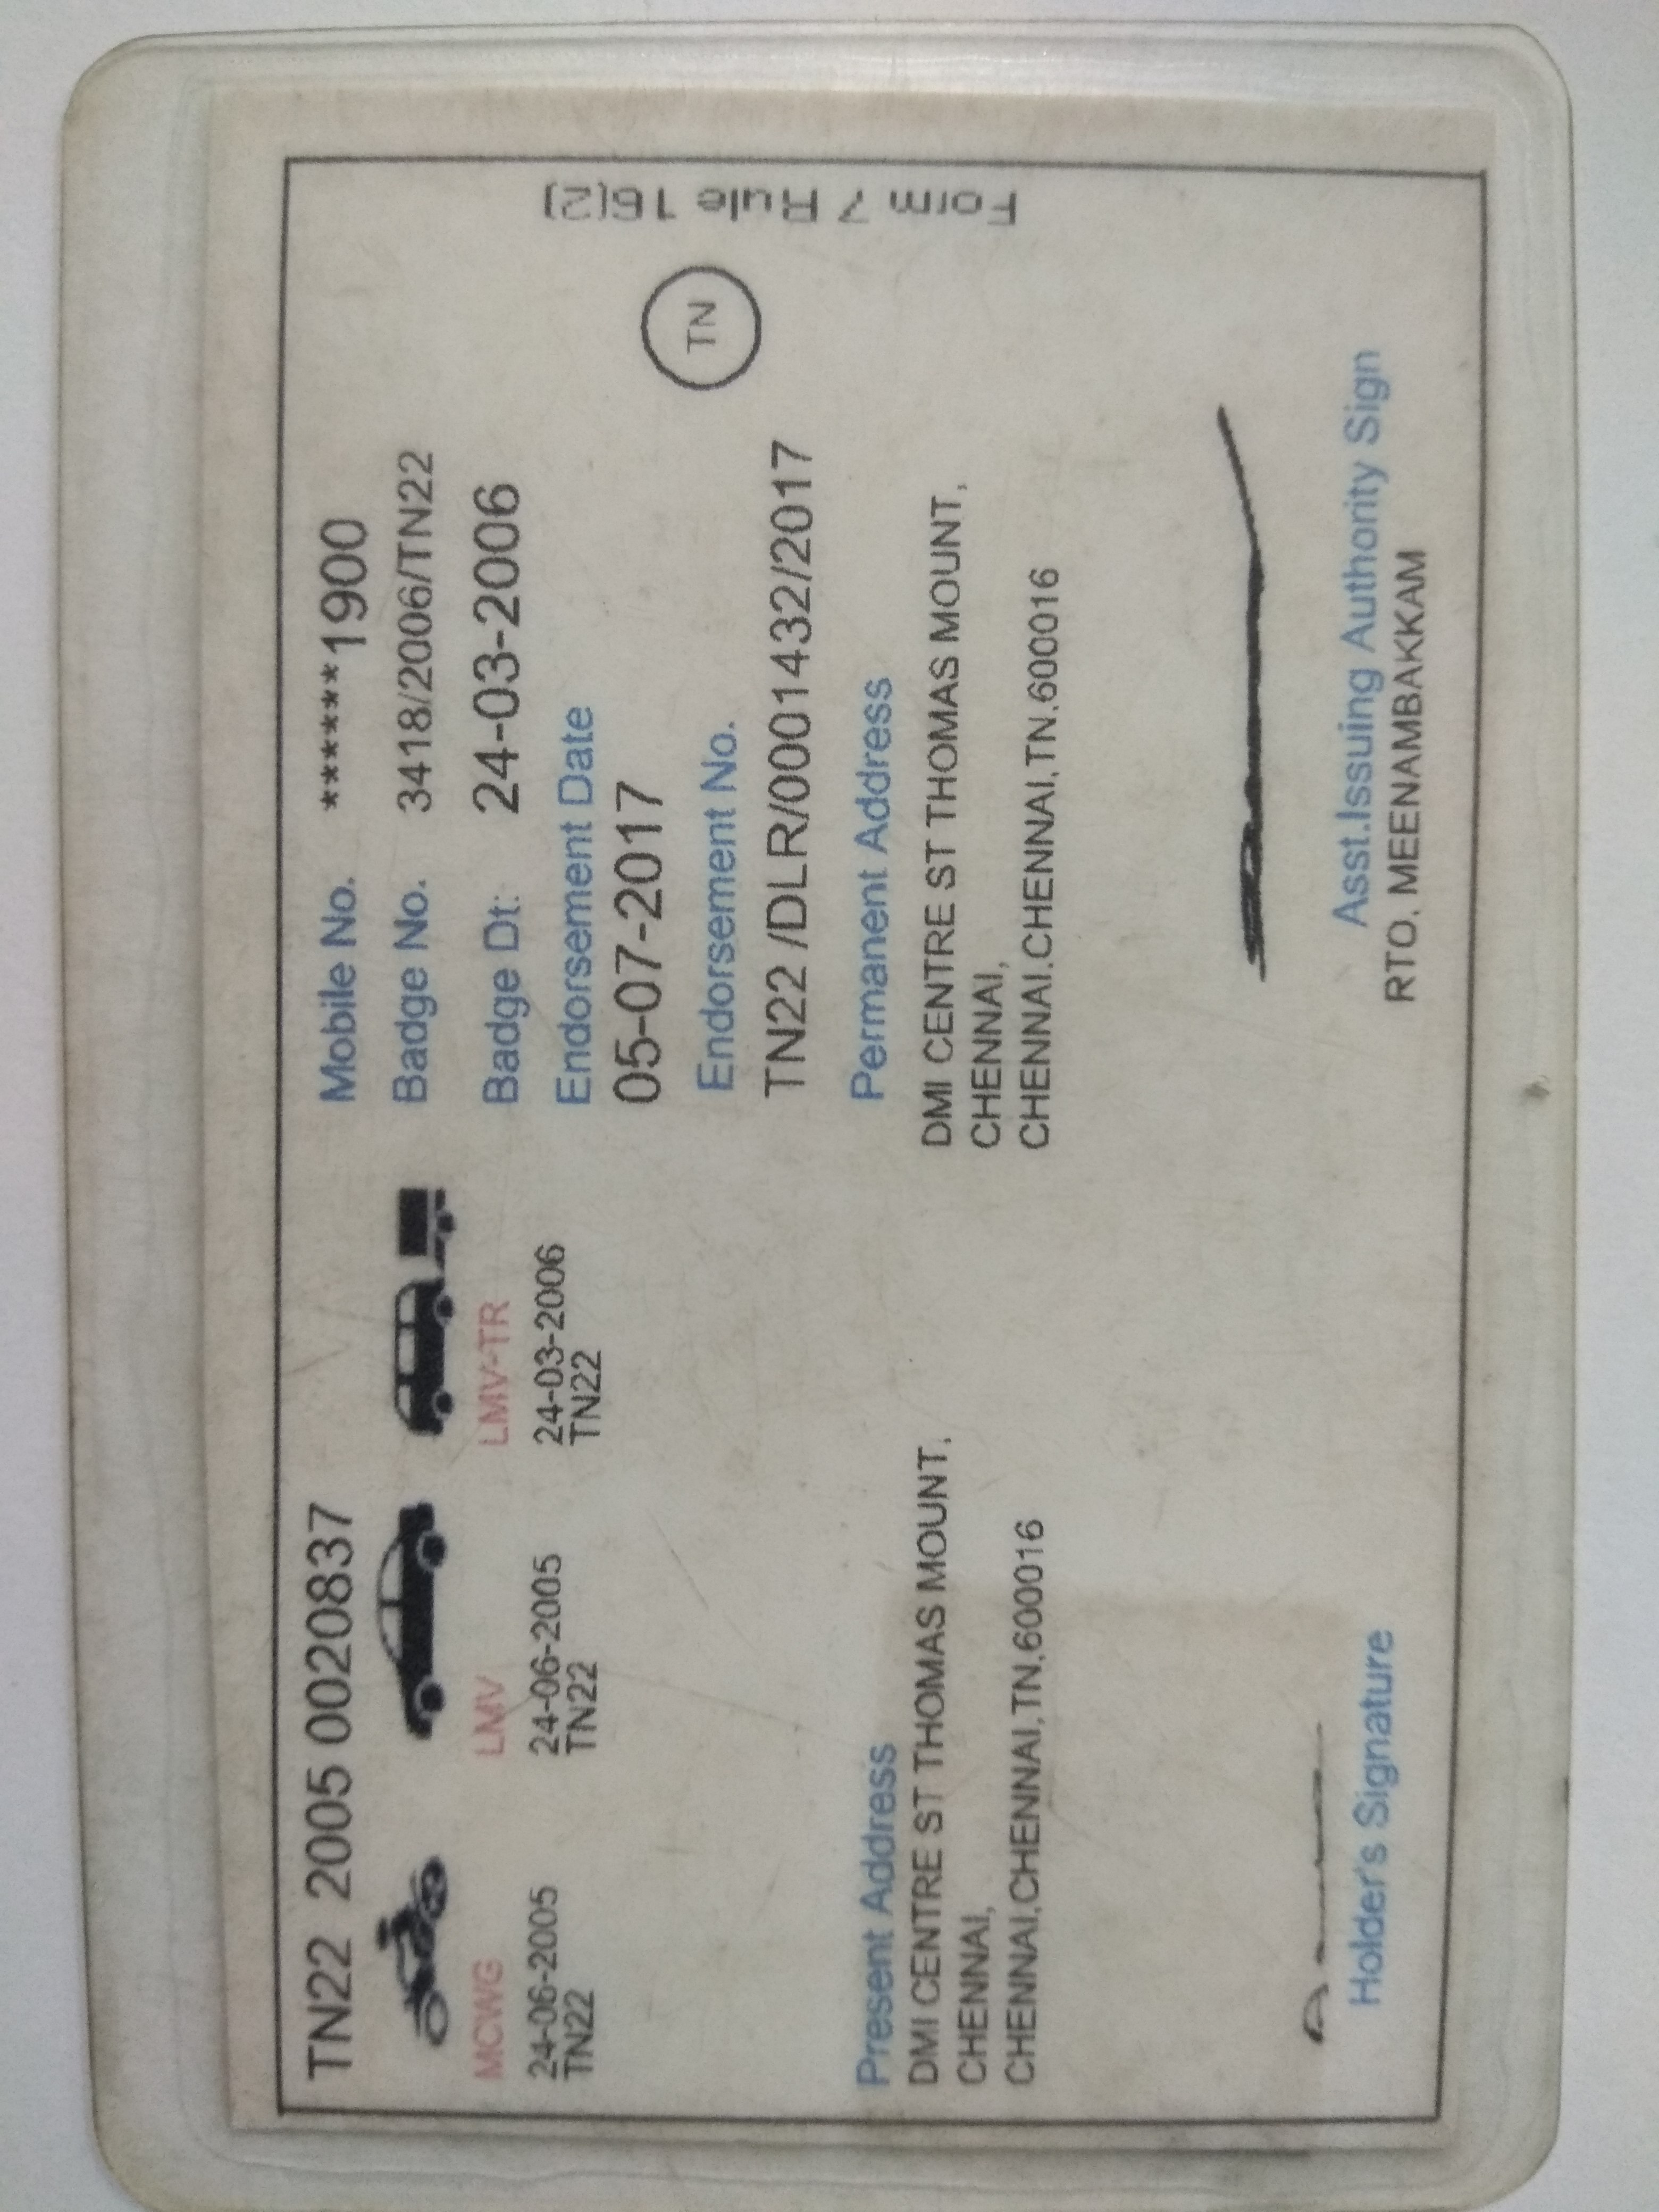 TN22 2005 0020837
MCWG
24-06-2005
TN22
LMV
24-06-2005
TN22
LMV-TR
24-03-2006
TN22
Mobile No. ******1900
Badge No. 3418/2006/TN22
Badge Dt: 24-03-2006
Endorsement Date
05-07-2017
Endorsement No.
TN22 /DLR/0001432/2017
TN
Form 7 Rule 16(2)
Present Address
DMI CENTRE ST THOMAS MOUNT,
CHENNAI,
CHENNAI,CHENNAI,TN,600016
Permanent Address
DMI CENTRE ST THOMAS MOUNT,
CHENNAI,
CHENNAI,CHENNAI,TN,600016
Holder's Signature
Asst.Issuing Authority Sign
RTO, MEENAMBAKKAM